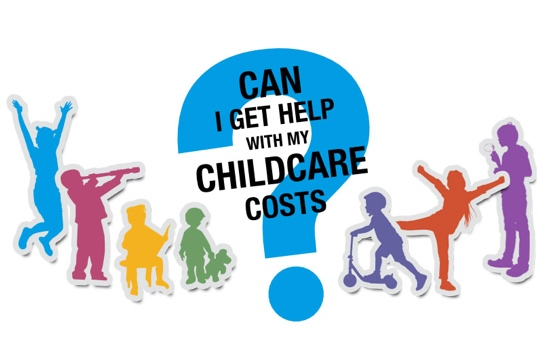 CAN
I GET HELP
WITH MY
CHILDCARE
COSTS